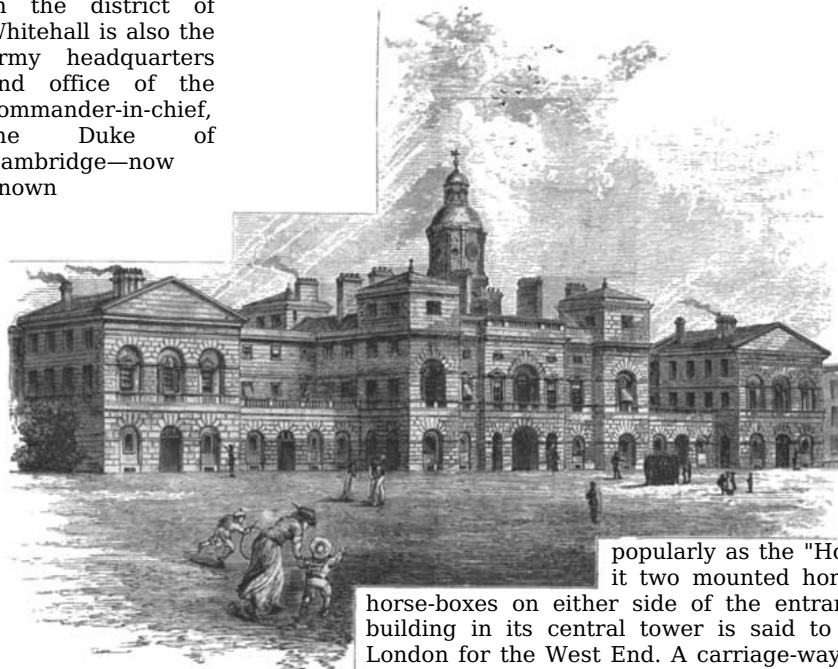 the district of
Whitehall is also the
army headquarters
and office of the
commander-in-chief,
the Duke of
Cambridge—now
known
popularly as the "Ho
it two mounted hor
horse-boxes on either side of the entran
building in its central tower is said to
London for the West End. A carriage-way